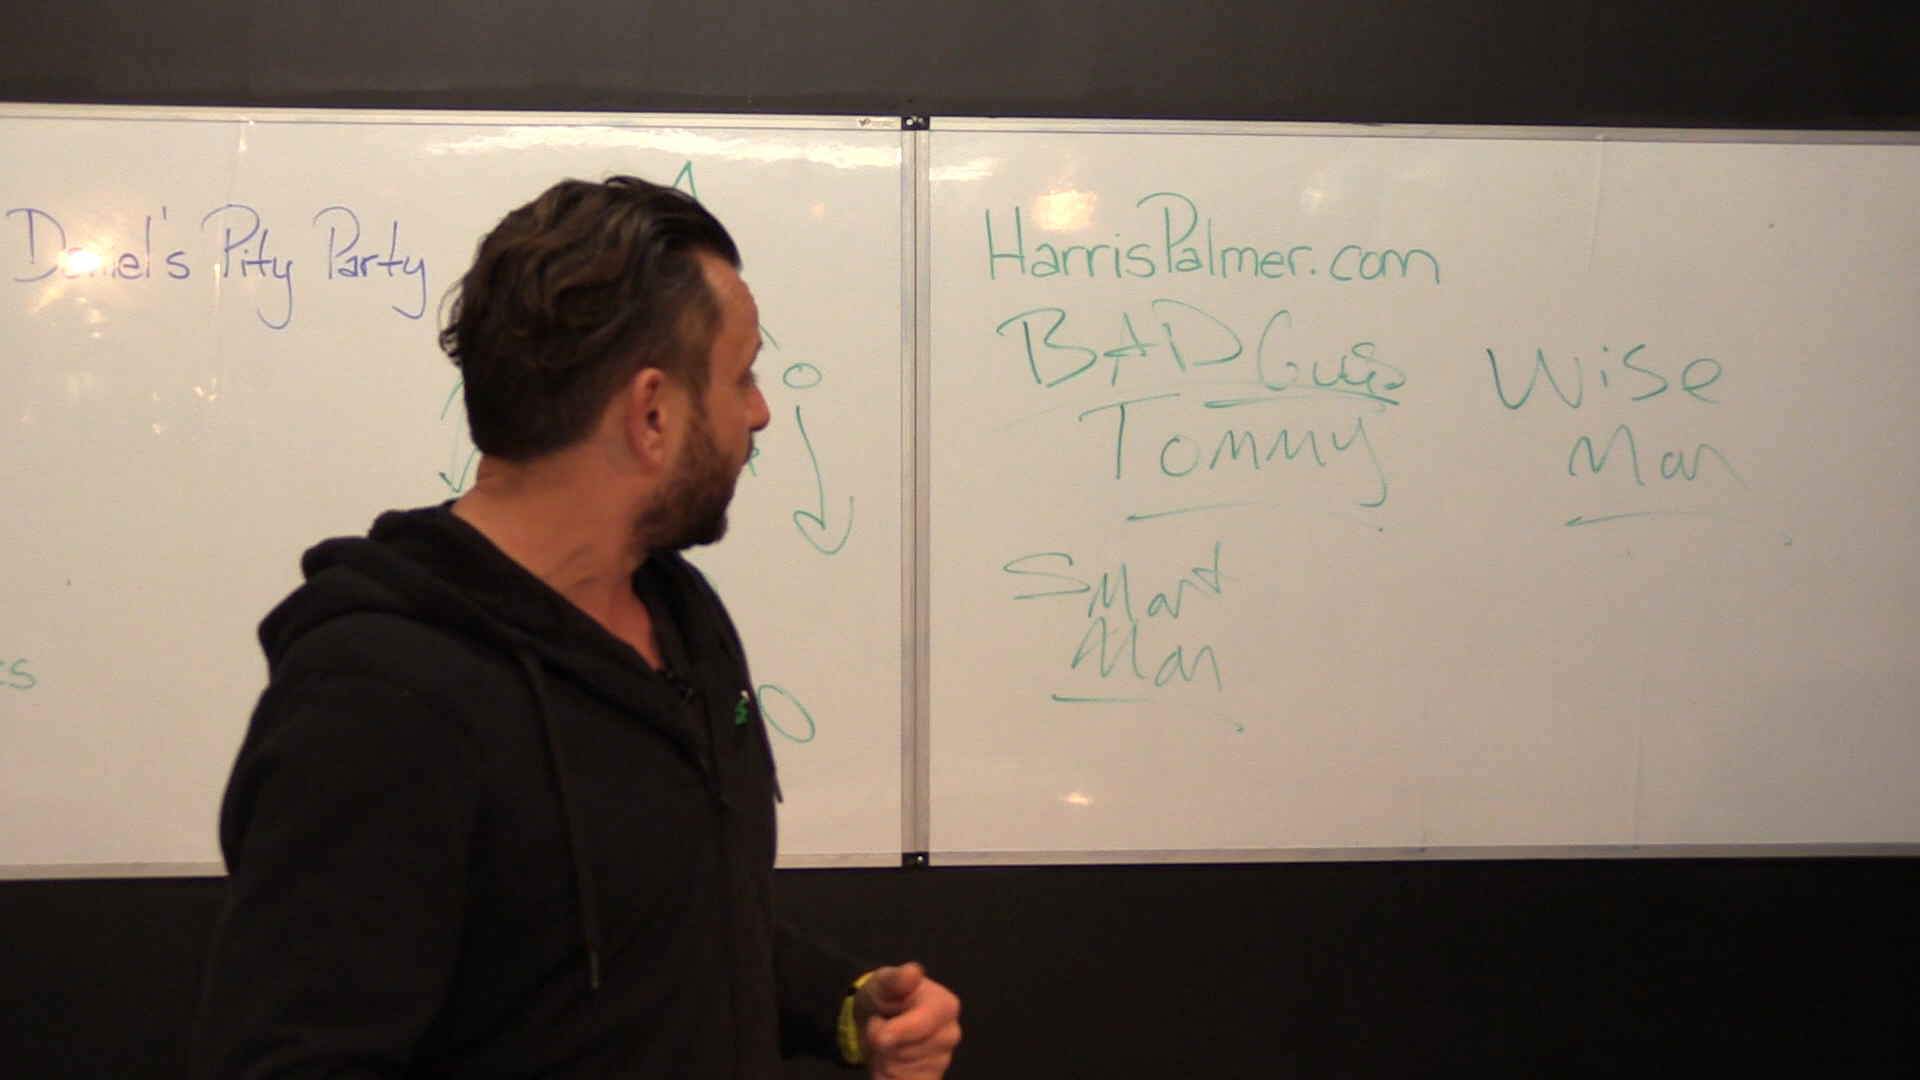 Daniel's Pity Party
HarrisPalmer.com
BAD Guys
Tommy
Wise
Man
Smart
Man